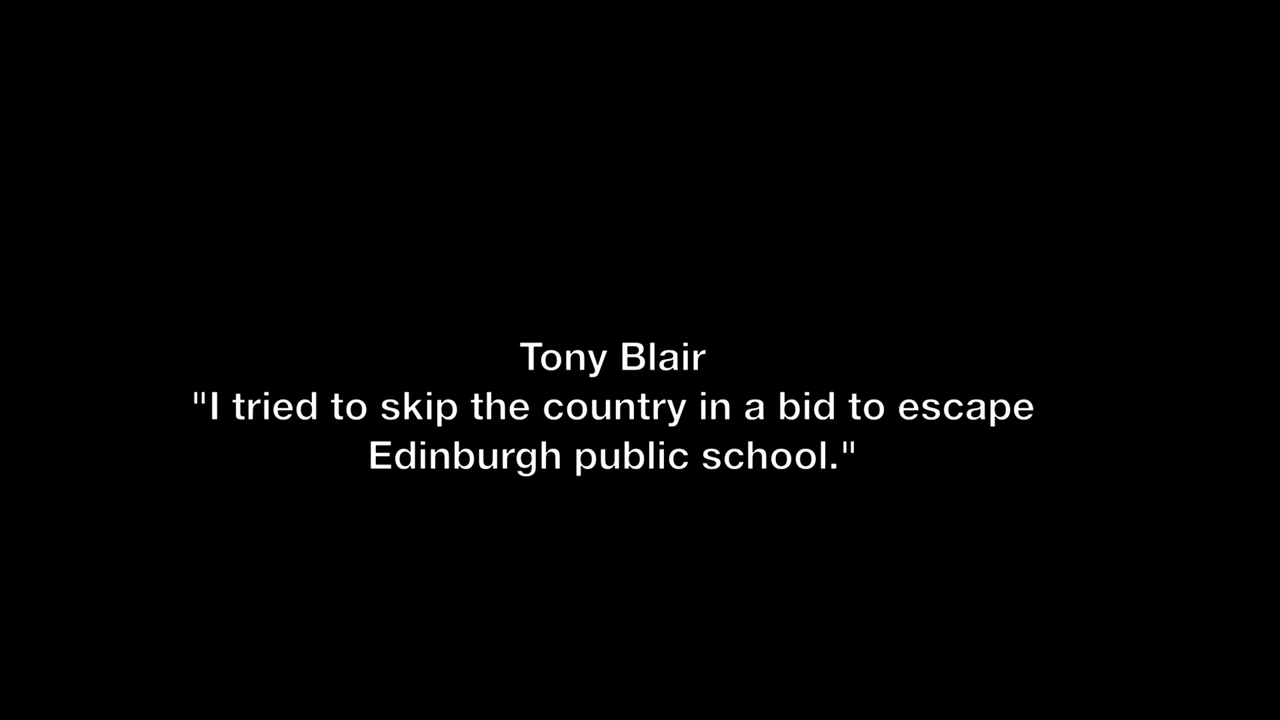 Tony Blair
"I tried to skip the country in a bid to escape
Edinburgh public school."